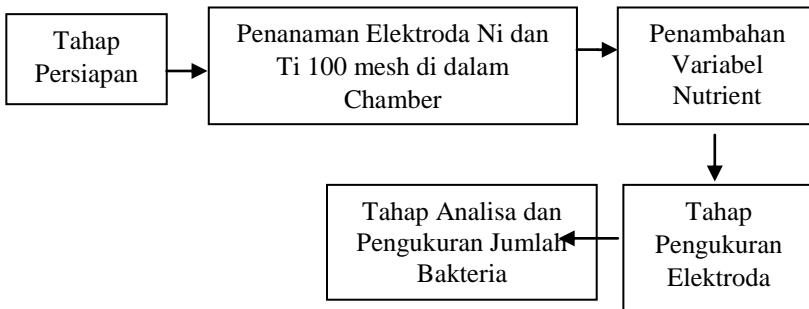 Tahap
Persiapan
Penanaman Elektroda Ni dan
Ti 100 mesh di dalam
Chamber
Penambahan
Variabel
Nutrient
Tahap
Pengukuran
Elektroda
Tahap Analisa dan
Pengukuran Jumlah
Bakteria